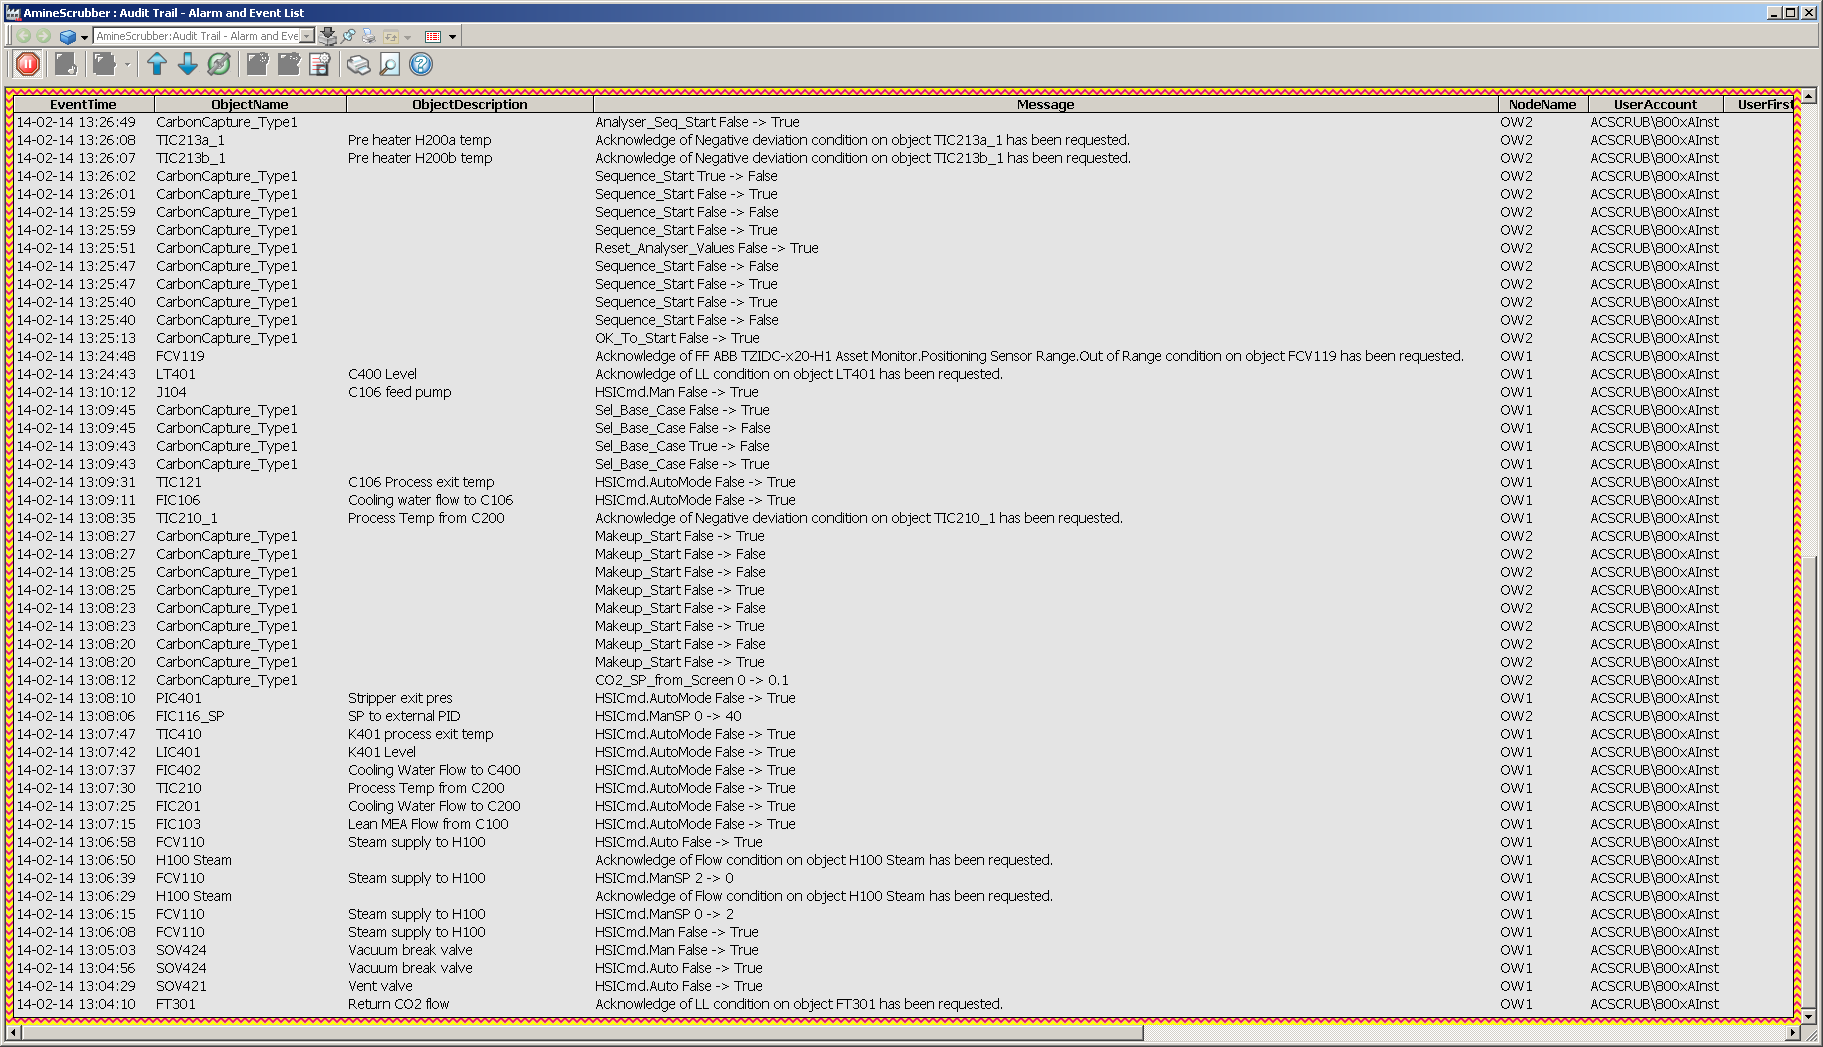 AmineScrubber : Audit Trail - Alarm and Event List
AmineScrubber:Audit Trail - Alarm and Eve
EventTime ObjectName ObjectDescription Message NodeName UserAccount UserFirst
14-02-14 13:26:49 CarbonCapture_Type1 Analyser_Seq_Start False -> True OW2 ACSCRUB\800xAInst
14-02-14 13:26:08 TIC213a_1 Pre heater H200a temp Acknowledge of Negative deviation condition on object TIC213a_1 has been requested. OW2 ACSCRUB\800xAInst
14-02-14 13:26:07 TIC213b_1 Pre heater H200b temp Acknowledge of Negative deviation condition on object TIC213b_1 has been requested. OW2 ACSCRUB\800xAInst
14-02-14 13:26:02 CarbonCapture_Type1 Sequence_Start True -> False OW2 ACSCRUB\800xAInst
14-02-14 13:26:01 CarbonCapture_Type1 Sequence_Start False -> True OW2 ACSCRUB\800xAInst
14-02-14 13:25:59 CarbonCapture_Type1 Sequence_Start False -> False OW2 ACSCRUB\800xAInst
14-02-14 13:25:59 CarbonCapture_Type1 Sequence_Start False -> True OW2 ACSCRUB\800xAInst
14-02-14 13:25:51 CarbonCapture_Type1 Reset_Analyser_Values False -> True OW2 ACSCRUB\800xAInst
14-02-14 13:25:47 CarbonCapture_Type1 Sequence_Start False -> False OW2 ACSCRUB\800xAInst
14-02-14 13:25:47 CarbonCapture_Type1 Sequence_Start False -> True OW2 ACSCRUB\800xAInst
14-02-14 13:25:40 CarbonCapture_Type1 Sequence_Start False -> True OW2 ACSCRUB\800xAInst
14-02-14 13:25:40 CarbonCapture_Type1 Sequence_Start False -> False OW2 ACSCRUB\800xAInst
14-02-14 13:25:13 CarbonCapture_Type1 OK_To_Start False -> True OW2 ACSCRUB\800xAInst
14-02-14 13:24:48 FCV119 Acknowledge of FF ABB TZIDC-x20-H1 Asset Monitor.Positioning Sensor Range.Out of Range condition on object FCV119 has been requested. OW1 ACSCRUB\800xAInst
14-02-14 13:24:43 LT401 C400 Level Acknowledge of LL condition on object LT401 has been requested. OW1 ACSCRUB\800xAInst
14-02-14 13:10:12 J104 C106 feed pump HSICmd.Man False -> True OW1 ACSCRUB\800xAInst
14-02-14 13:09:45 CarbonCapture_Type1 Sel_Base_Case False -> True OW1 ACSCRUB\800xAInst
14-02-14 13:09:45 CarbonCapture_Type1 Sel_Base_Case False -> False OW1 ACSCRUB\800xAInst
14-02-14 13:09:43 CarbonCapture_Type1 Sel_Base_Case True -> False OW1 ACSCRUB\800xAInst
14-02-14 13:09:43 CarbonCapture_Type1 Sel_Base_Case False -> True OW1 ACSCRUB\800xAInst
14-02-14 13:09:31 TIC121 C106 Process exit temp HSICmd.AutoMode False -> True OW1 ACSCRUB\800xAInst
14-02-14 13:09:11 FIC106 Cooling water flow to C106 HSICmd.AutoMode False -> True OW1 ACSCRUB\800xAInst
14-02-14 13:08:35 TIC210_1 Process Temp from C200 Acknowledge of Negative deviation condition on object TIC210_1 has been requested. OW1 ACSCRUB\800xAInst
14-02-14 13:08:27 CarbonCapture_Type1 Makeup_Start False -> True OW2 ACSCRUB\800xAInst
14-02-14 13:08:27 CarbonCapture_Type1 Makeup_Start False -> False OW2 ACSCRUB\800xAInst
14-02-14 13:08:25 CarbonCapture_Type1 Makeup_Start False -> False OW2 ACSCRUB\800xAInst
14-02-14 13:08:25 CarbonCapture_Type1 Makeup_Start False -> True OW2 ACSCRUB\800xAInst
14-02-14 13:08:23 CarbonCapture_Type1 Makeup_Start False -> False OW2 ACSCRUB\800xAInst
14-02-14 13:08:23 CarbonCapture_Type1 Makeup_Start False -> True OW2 ACSCRUB\800xAInst
14-02-14 13:08:20 CarbonCapture_Type1 Makeup_Start False -> False OW2 ACSCRUB\800xAInst
14-02-14 13:08:20 CarbonCapture_Type1 Makeup_Start False -> True OW2 ACSCRUB\800xAInst
14-02-14 13:08:12 CarbonCapture_Type1 CO2_SP_from_Screen 0 -> 0.1 OW2 ACSCRUB\800xAInst
14-02-14 13:08:10 PIC401 Stripper exit pres HSICmd.AutoMode False -> True OW1 ACSCRUB\800xAInst
14-02-14 13:08:06 FIC116_SP SP to external PID HSICmd.ManSP 0 -> 40 OW2 ACSCRUB\800xAInst
14-02-14 13:07:47 TIC410 K401 process exit temp HSICmd.AutoMode False -> True OW1 ACSCRUB\800xAInst
14-02-14 13:07:42 LIC401 K401 Level HSICmd.AutoMode False -> True OW1 ACSCRUB\800xAInst
14-02-14 13:07:37 FIC402 Cooling Water Flow to C400 HSICmd.AutoMode False -> True OW1 ACSCRUB\800xAInst
14-02-14 13:07:30 TIC210 Process Temp from C200 HSICmd.AutoMode False -> True OW1 ACSCRUB\800xAInst
14-02-14 13:07:25 FIC201 Cooling Water Flow to C200 HSICmd.AutoMode False -> True OW1 ACSCRUB\800xAInst
14-02-14 13:07:15 FIC103 Lean MEA Flow from C100 HSICmd.AutoMode False -> True OW1 ACSCRUB\800xAInst
14-02-14 13:06:58 FCV110 Steam supply to H100 HSICmd.Auto False -> True OW1 ACSCRUB\800xAInst
14-02-14 13:06:50 H100 Steam Acknowledge of Flow condition on object H100 Steam has been requested. OW1 ACSCRUB\800xAInst
14-02-14 13:06:39 FCV110 Steam supply to H100 HSICmd.ManSP 2 -> 0 OW1 ACSCRUB\800xAInst
14-02-14 13:06:29 H100 Steam Acknowledge of Flow condition on object H100 Steam has been requested. OW1 ACSCRUB\800xAInst
14-02-14 13:06:15 FCV110 Steam supply to H100 HSICmd.ManSP 0 -> 2 OW1 ACSCRUB\800xAInst
14-02-14 13:06:08 FCV110 Steam supply to H100 HSICmd.Man False -> True OW1 ACSCRUB\800xAInst
14-02-14 13:05:03 SOV424 Vacuum break valve HSICmd.Man False -> True OW1 ACSCRUB\800xAInst
14-02-14 13:04:56 SOV424 Vacuum break valve HSICmd.Auto False -> True OW1 ACSCRUB\800xAInst
14-02-14 13:04:29 SOV421 Vent valve HSICmd.Auto False -> True OW1 ACSCRUB\800xAInst
14-02-14 13:04:10 FT301 Return CO2 flow Acknowledge of LL condition on object FT301 has been requested. OW1 ACSCRUB\800xAInst